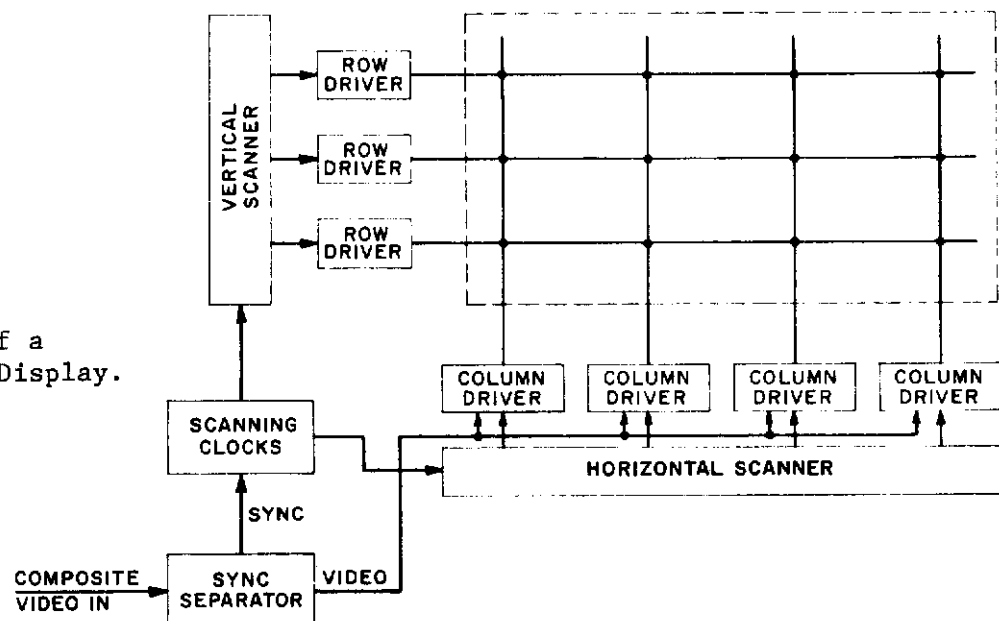 VERTICAL
SCANNER
ROW
DRIVER
ROW
DRIVER
ROW
DRIVER
f a
Display.
COLUMN
DRIVER
COLUMN
DRIVER
COLUMN
DRIVER
COLUMN
DRIVER
SCANNING
CLOCKS
HORIZONTAL SCANNER
SYNC
COMPOSITE
VIDEO IN
SYNC
SEPARATOR
VIDEO